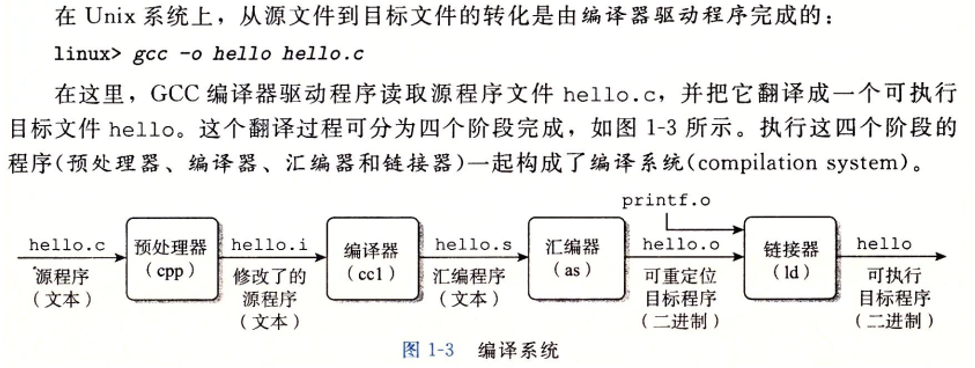 在 Unix 系统上，从源文件到目标文件的转化是由编译器驱动程序完成的：
linux> gcc -o hello hello.c
在这里，GCC 编译器驱动程序读取源程序文件 hello.c，并把它翻译成一个可执行
目标文件 hello。这个翻译过程可分为四个阶段完成，如图 1-3 所示。执行这四个阶段的
程序(预处理器、编译器、汇编器和链接器)一起构成了编译系统(compilation system)。
printf.o
hello.c
预处理器
(cpp)
hello.i
编译器
(cc1)
hello.s
汇编器
(as)
hello.o
链接器
(ld)
hello
源程序
(文本)
修改了的
源程序
(文本)
汇编程序
(文本)
可重定位
目标程序
(二进制)
可执行
目标程序
(二进制)
图 1-3 编译系统